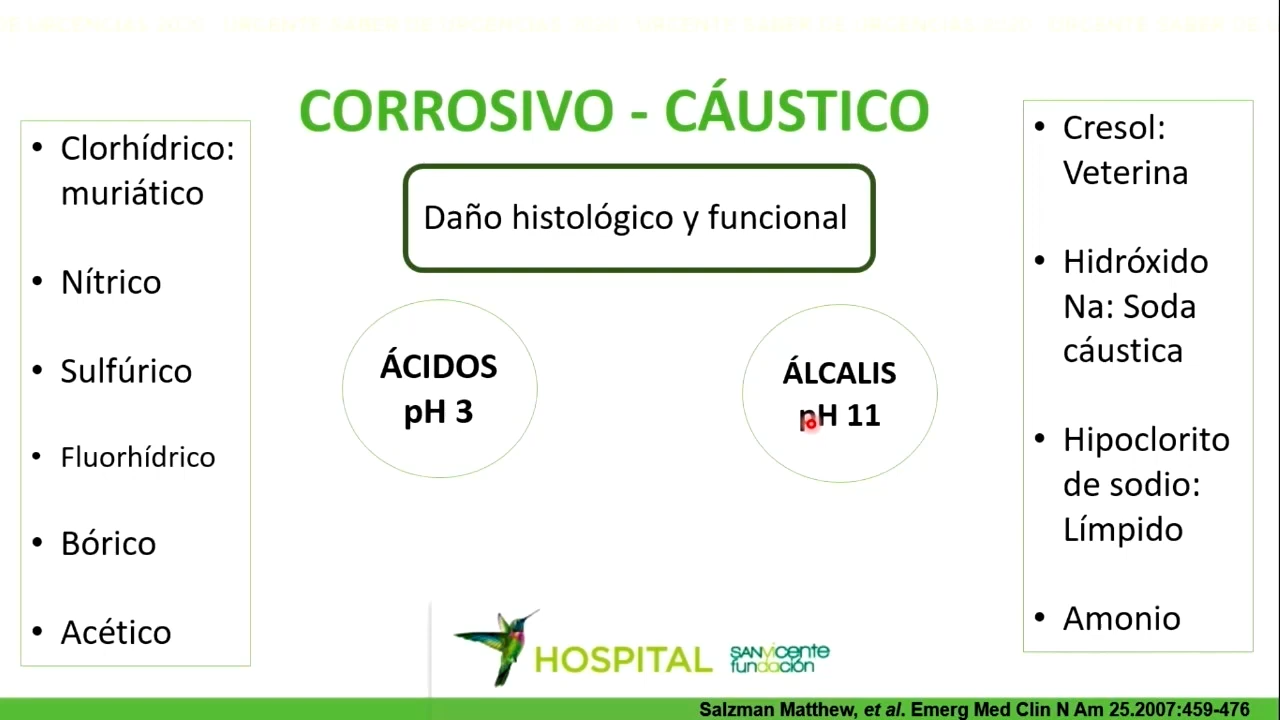 CORROSIVO - CÁUSTICO
• Clorhídrico:
muriático
• Nítrico
• Sulfúrico
• Fluorhídrico
• Bórico
• Acético
Daño histológico y funcional
ÁCIDOS
pH 3
ÁLCALIS
pH 11
• Cresol:
Veterina
• Hidróxido
Na: Soda
cáustica
• Hipoclorito
de sodio:
Límpido
• Amonio
HOSPITAL
SANVICENTE
fundación
Salzman Matthew, et al. Emerg Med Clin N Am 25.2007:459-476